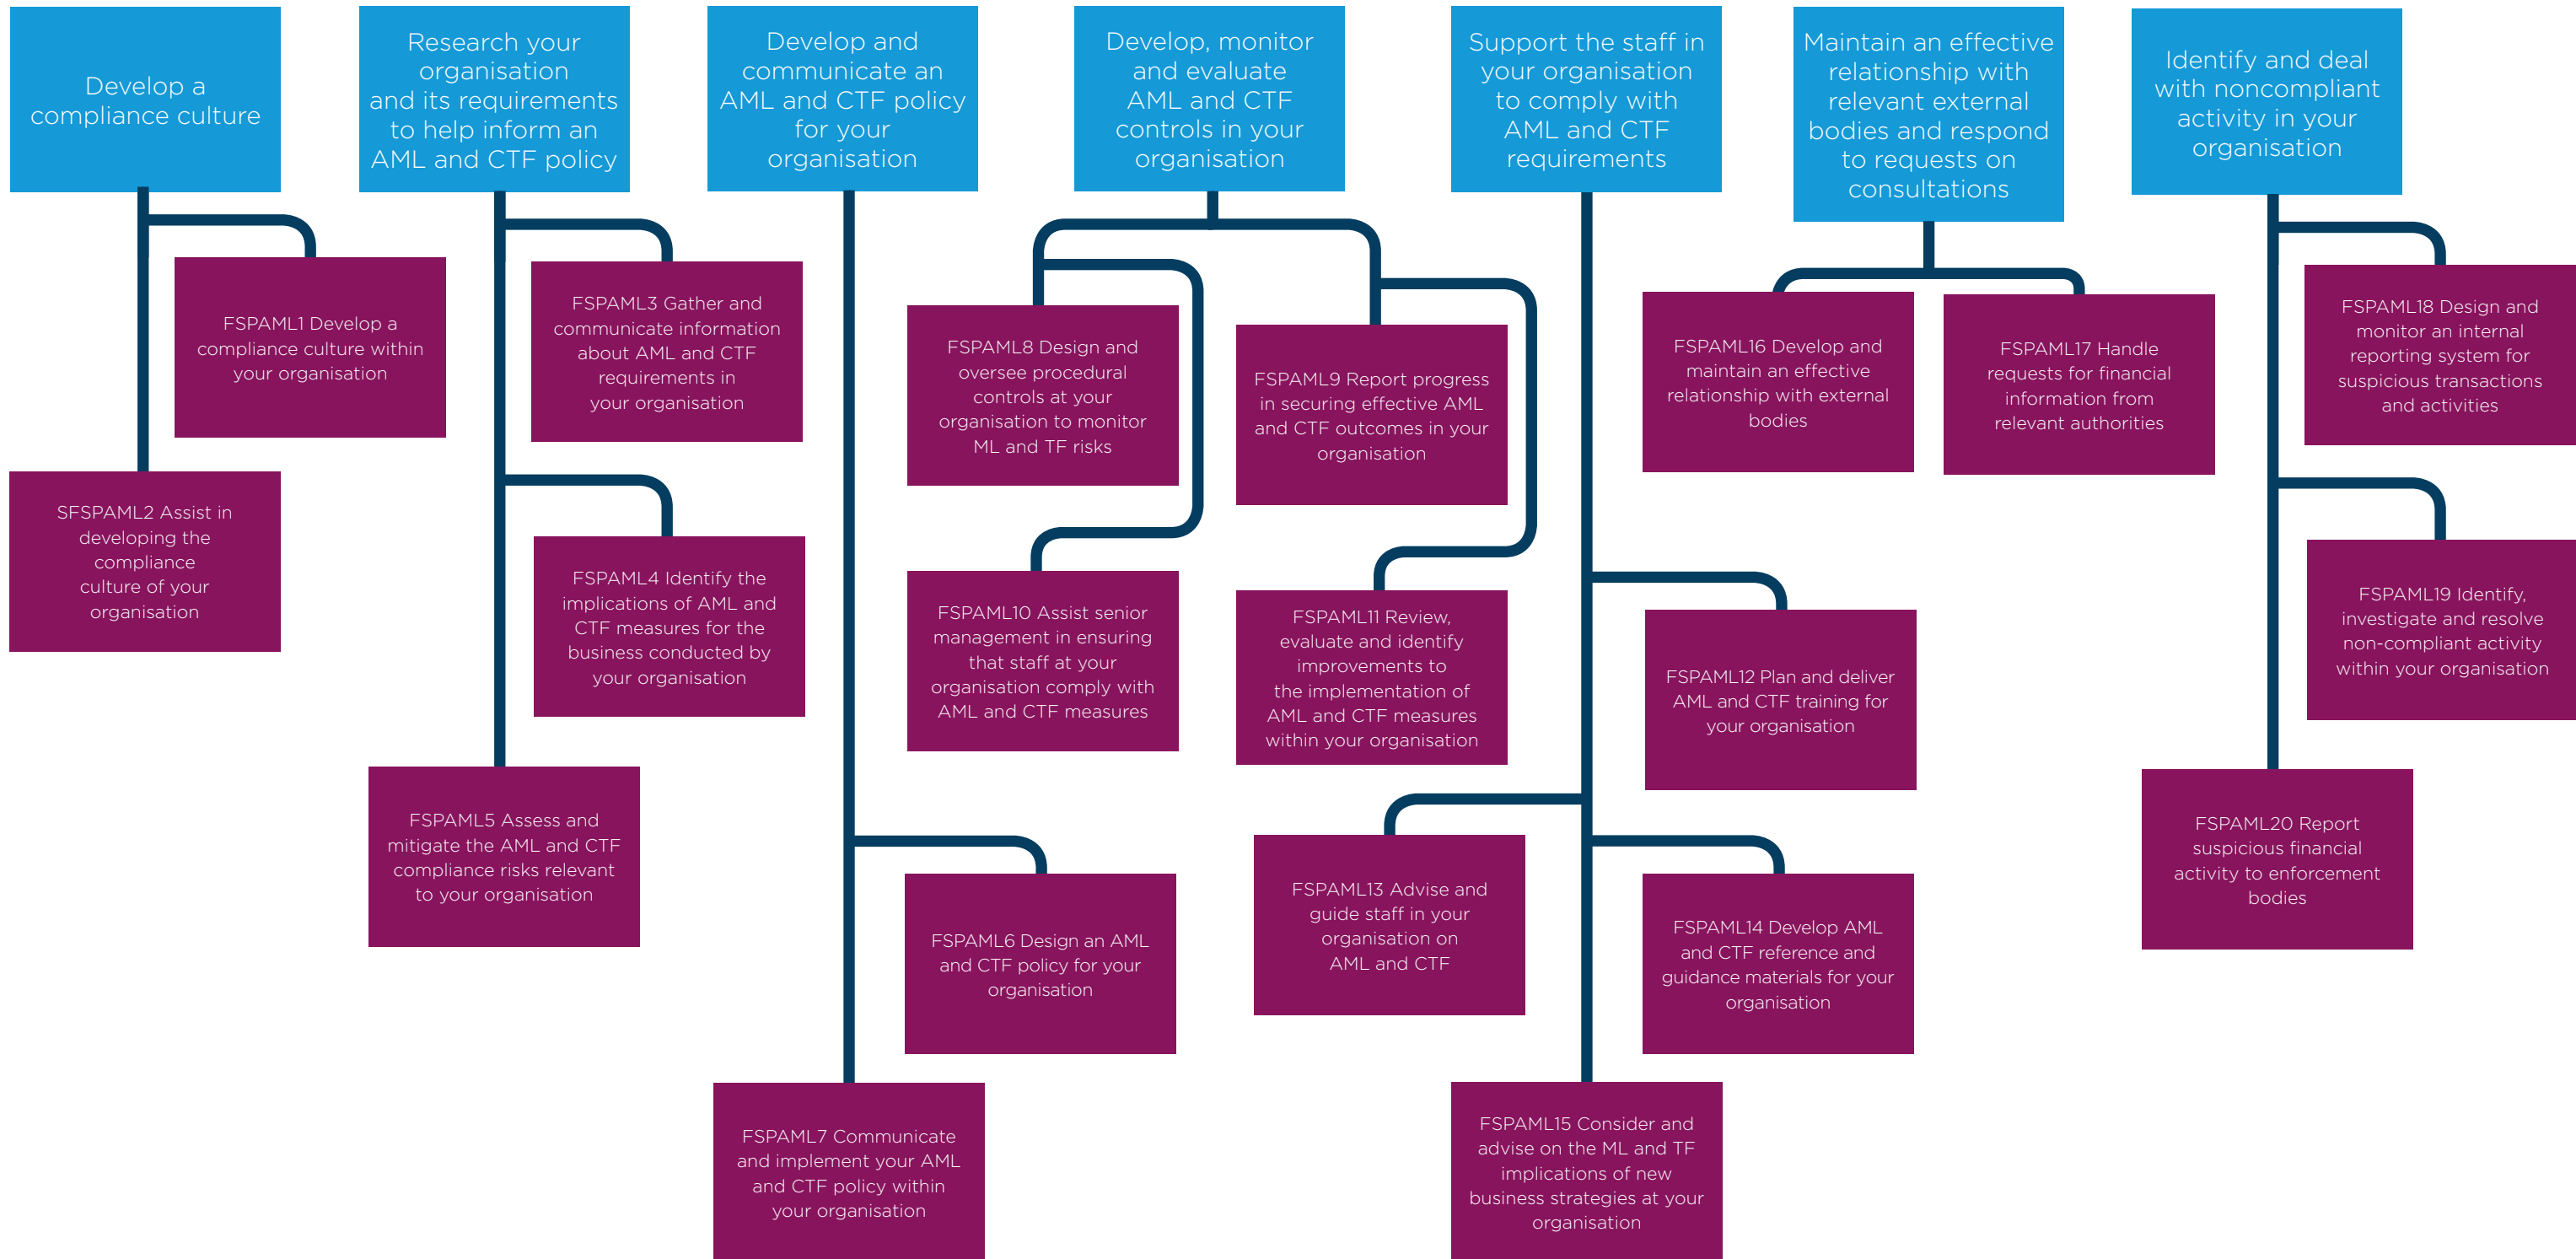 Develop a
compliance culture
Research your
organisation
and its requirements
to help inform an
AML and CTF policy
Develop and
communicate an
AML and CTF policy
for your
organisation
Develop, monitor
and evaluate
AML and CTF
controls in your
organisation
Support the staff in
your organisation
to comply with
AML and CTF
requirements
Maintain an effective
relationship with
relevant external
bodies and respond
to requests on
consultations
Identify and deal
with noncompliant
activity in your
organisation
FSPAML1 Develop a
compliance culture within
your organisation
SFSPAML2 Assist in
developing the
compliance
culture of your
organisation
FSPAML3 Gather and
communicate information
about AML and CTF
requirements in
your organisation
FSPAML4 Identify the
implications of AML and
CTF measures for the
business conducted by
your organisation
FSPAML5 Assess and
mitigate the AML and CTF
compliance risks relevant
to your organisation
FSPAML6 Design an AML
and CTF policy for your
organisation
FSPAML7 Communicate
and implement your AML
and CTF policy within
your organisation
FSPAML8 Design and
oversee procedural
controls at your
organisation to monitor
ML and TF risks
FSPAML9 Report progress
in securing effective AML
and CTF outcomes in your
organisation
FSPAML10 Assist senior
management in ensuring
that staff at your
organisation comply with
AML and CTF measures
FSPAML11 Review,
evaluate and identify
improvements to
the implementation of
AML and CTF measures
within your organisation
FSPAML12 Plan and deliver
AML and CTF training for
your organisation
FSPAML13 Advise and
guide staff in your
organisation on
AML and CTF
FSPAML14 Develop AML
and CTF reference and
guidance materials for your
organisation
FSPAML15 Consider and
advise on the ML and TF
implications of new
business strategies at your
organisation
FSPAML16 Develop and
maintain an effective
relationship with external
bodies
FSPAML17 Handle
requests for financial
information from
relevant authorities
FSPAML18 Design and
monitor an internal
reporting system for
suspicious transactions
and activities
FSPAML19 Identify,
investigate and resolve
non-compliant activity
within your organisation
FSPAML20 Report
suspicious financial
activity to enforcement
bodies